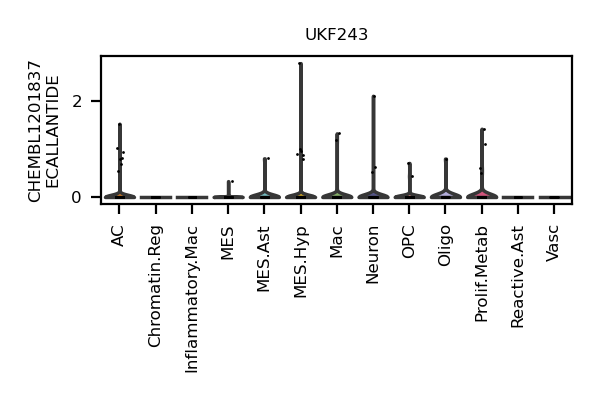 UKF243
CHEMBL1201837
ECALLANTIDE
2
0
AC
Chromatin.Reg
Inflammatory.Mac
MES
MES.Ast
MES.Hyp
Mac
Neuron
OPC
Oligo
Prolif.Metab
Reactive.Ast
Vasc